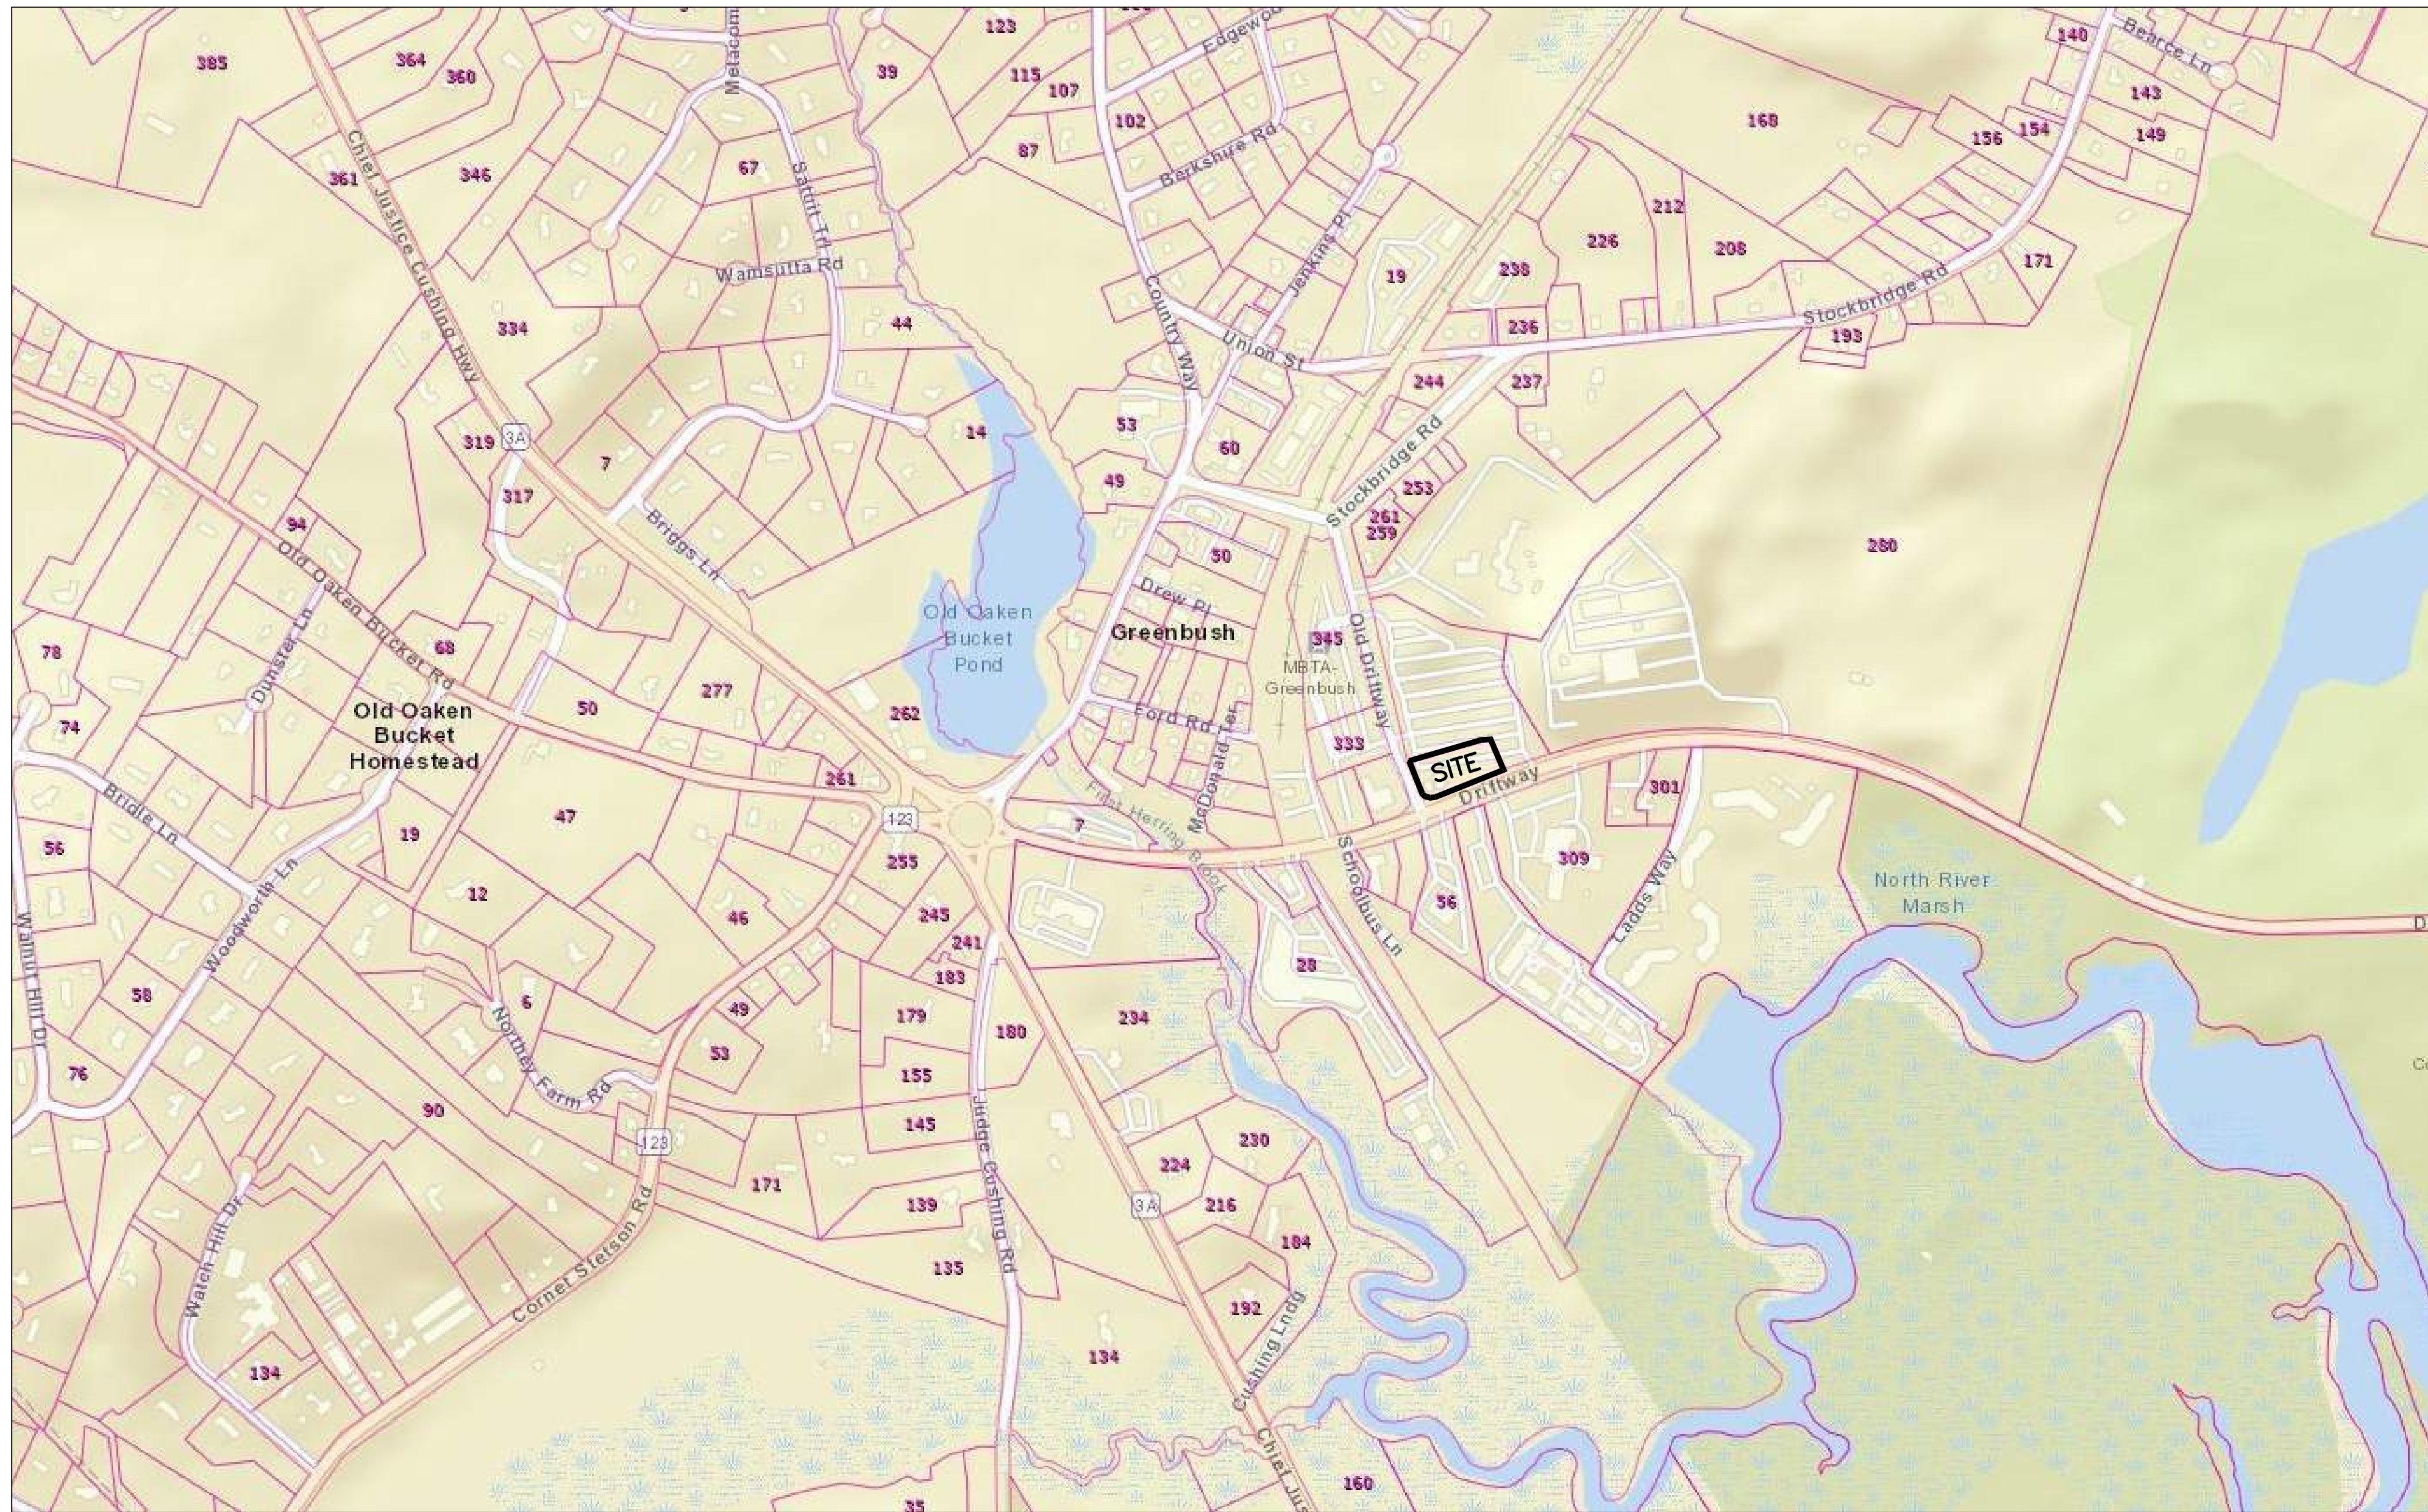 123
Edgewoo
140
Bearce Ln
385
364
360
Metacom
39
115
107
143
102
168
154
156
149
Chief Justice Cushing Hwy
361
346
67
Satuit Trl
87
Berkshire Rd
212
226
208
171
Wamsutta Rd
Jenkins Pl
19
238
Country Way
Stockbridge Rd
334
44
236
193
Union St
244
237
319
3A
7
14
53
60
49
Stockbridge Rd
317
253
261
259
94
Old Oaken Bucket Rd
Briggs Ln
50
280
Drew Pl
Old Oaken
Bucket
Pond
Greenbush
345
Old Driftway
MBTA-
Greenbush
78
Dunster Ln
68
50
277
262
Ford Rd
McDonald Ter
333
74
Old Oaken
Bucket
Homestead
SITE
Driftway
261
301
Bridle Ln
47
123
7
First Herring Brook
19
56
255
Schoolbus Ln
309
Ladds Way
North River
Marsh
12
46
245
56
D
Walnut Hill Dr
Woodworth Ln
241
183
28
58
6
49
179
180
234
Northey Farm Rd
53
76
155
90
145
Judge Cushing Rd
123
230
224
171
139
3A
216
Watch Hill Dr
Cornet Stetson Rd
184
135
192
Cushing Lndg
134
134
Chief Jus
160
35